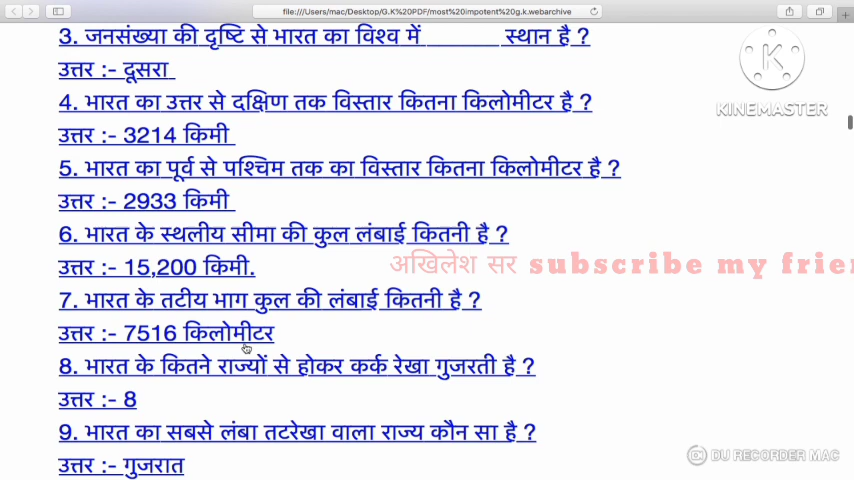 file:///Users/mac/Desktop/G.K%20PDF/most%20impotent%20g.k.webarchive
3. जनसंख्या की दृष्टि से भारत का विश्व में ______ स्थान है ?
उत्तर :- दूसरा
4. भारत का उत्तर से दक्षिण तक विस्तार कितना किलोमीटर है ?
उत्तर :- 3214 किमी
5. भारत का पूर्व से पश्चिम तक का विस्तार कितना किलोमीटर है ?
उत्तर :- 2933 किमी
6. भारत के स्थलीय सीमा की कुल लंबाई कितनी है ?
उत्तर :- 15,200 किमी.
7. भारत के तटीय भाग कुल की लंबाई कितनी है ?
उत्तर :- 7516 किलोमीटर
8. भारत के कितने राज्यों से होकर कर्क रेखा गुजरती है ?
उत्तर :- 8
9. भारत का सबसे लंबा तटरेखा वाला राज्य कौन सा है ?
उत्तर :- गुजरात
K
KINEMASTER
अखिलेश सर subscribe my frie
DU RECORDER MAC